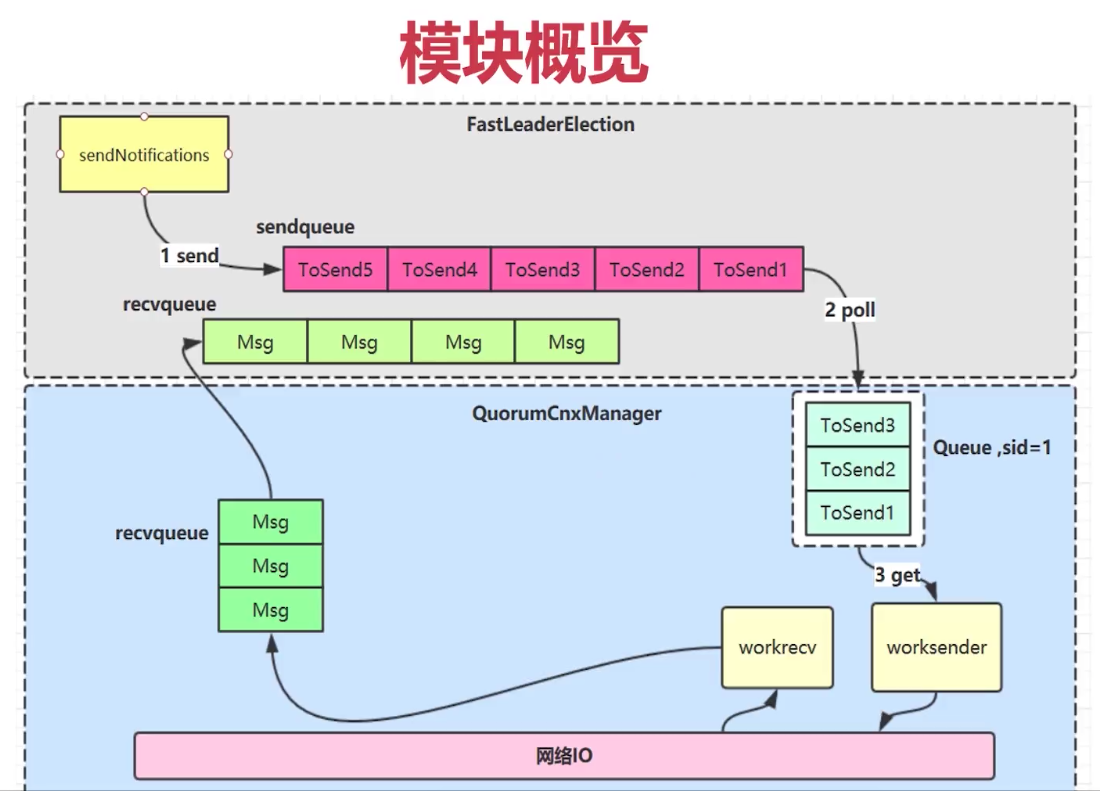 模块概览
FastLeaderElection
sendNotifications
sendqueue
1 send
ToSend5 ToSend4 ToSend3 ToSend2 ToSend1
recvqueue
2 poll
Msg Msg Msg Msg
QuorumCnxManager
ToSend3
Queue ,sid=1
ToSend2
ToSend1
recvqueue
Msg
Msg
Msg
3 get
workrecv
worksender
网络IO